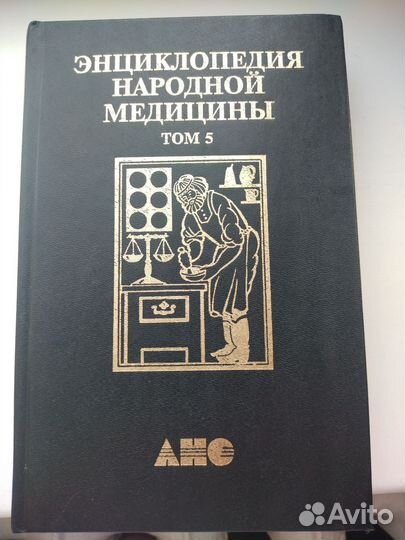 ЭНЦИКЛОПЕДИЯ
НАРОДНОЙ
МЕДИЦИНЫ
ТОМ 5
АНС
Avito